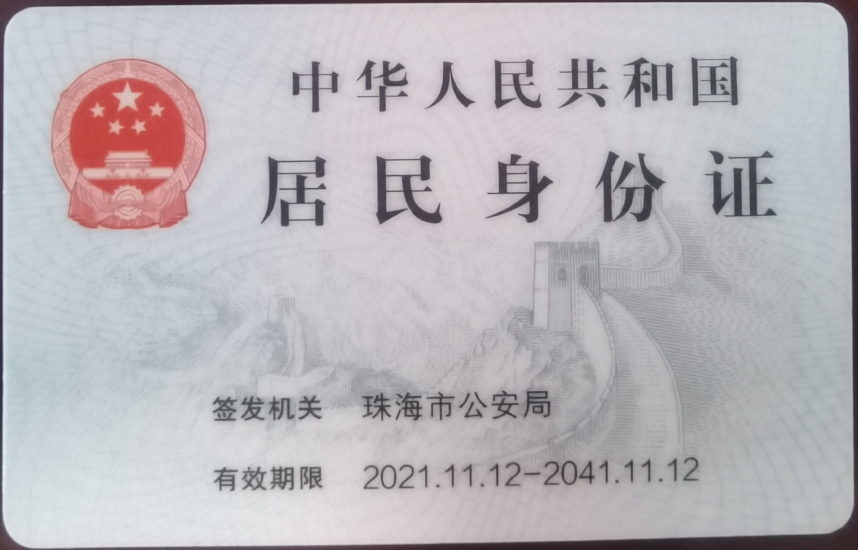 中华人民共和国
居民身份证
签发机关 珠海市公安局
有效期限 2021.11.12-2041.11.12